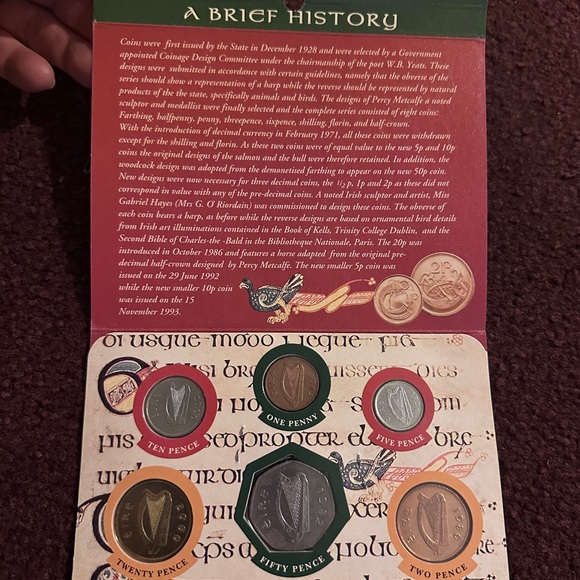 A BRIEF HISTORY
Coins were first issued by the State in December 1928 and were selected by a Government
appointed Coinage Design Committee under the chairmanship of the poet W.B. Yeats. These
designs were submitted in accordance with certain guidelines, namely that the obverse of the
series should show a representation of a harp while the reverse should be represented by natural
products of the the state, specifically animals and birds. The designs of Percy Metcalfe a noted
sculptor and medallist were finally selected and the complete series consisted of eight coins:
Farthing, halfpenny, penny, threepence, sixpence, shilling, florin, and half-crown.
With the introduction of decimal currency in February 1971, all these coins were withdrawn
except for the shilling and florin. As these two coins were of equal value to the new 5p and 10p
coins the original designs of the salmon and the bull were therefore retained. In addition, the
woodcock design was adapted from the demonetised farthing to appear on the new 50p coin.
New designs were now necessary for three decimal coins, the 1/2 p, 1p and 2p as these did not
correspond in value with any of the pre-decimal coins. A noted Irish sculptor and artist, Miss
Gabriel Hayes (Mrs G. O'Riordain) was commissioned to design these coins. The obverse of
each coin bears a harp, as before while the reverse designs are based on ornamental bird details
from Irish art illuminations contained in the Book of Kells, Trinity College Dublin, and the
Second Bible of Charles-the-Bald in the Bibliotheque Nationale, Paris. The 20p was
introduced in October 1986 and features a horse adapted from the original pre-
decimal half-crown designed by Percy Metcalfe. The new smaller 5p coin was
issued on the 29 June 1992
while the new smaller 10p coin
was issued on the 15
November 1993.
1P
2P
TEN PENCE
ONE PENNY
FIVE PENCE
TWENTY PENCE
FIFTY PENCE
TWO PENCE